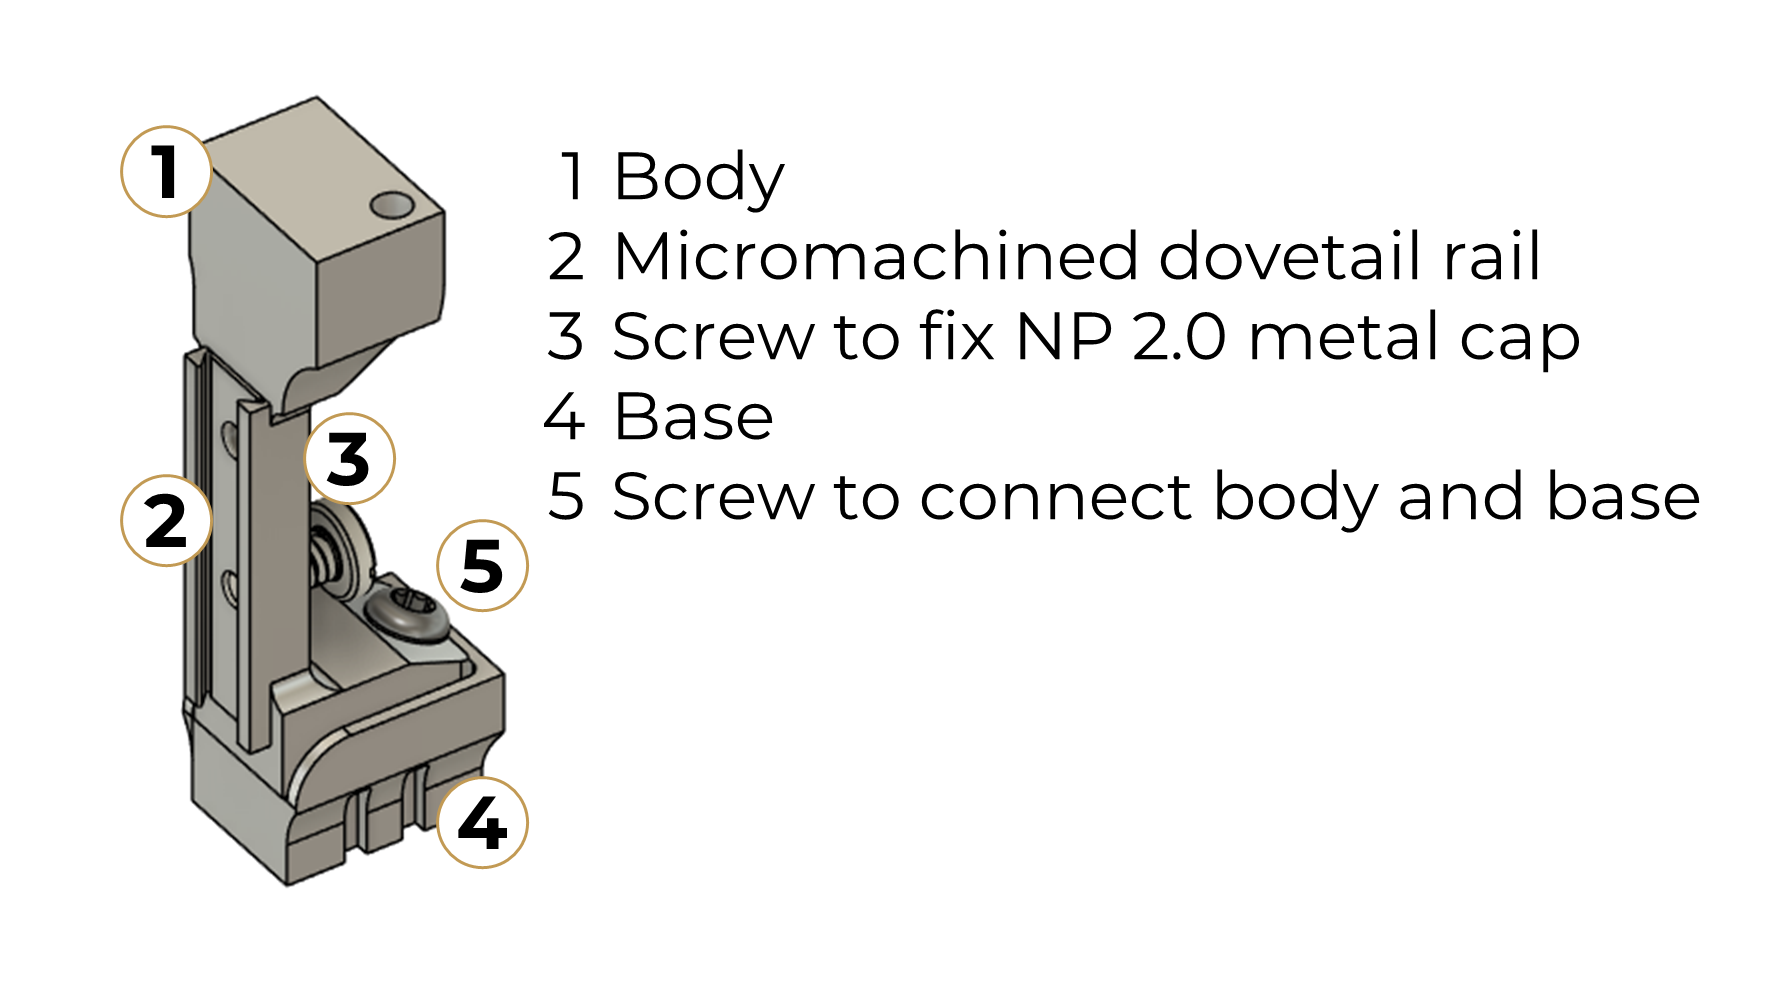 1
2
3
5
4
1 Body
2 Micromachined dovetail rail
3 Screw to fix NP 2.0 metal cap
4 Base
5 Screw to connect body and base